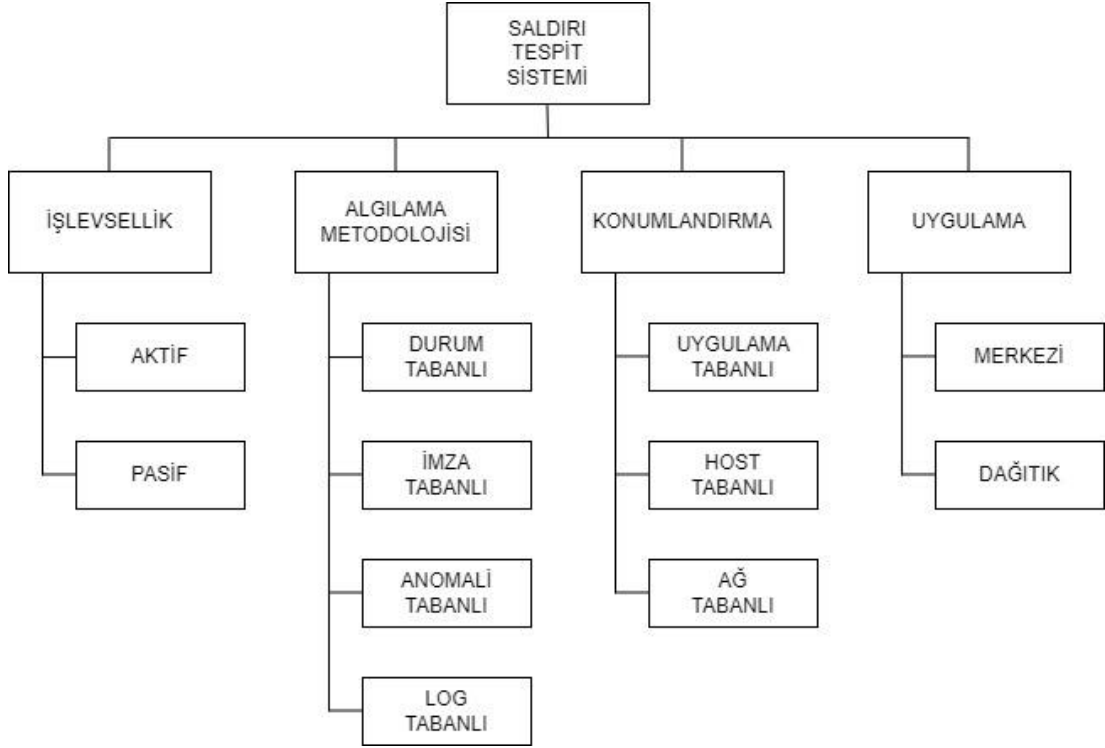 SALDIRI
TESPİT
SİSTEMİ
İŞLEVSELLİK
ALGILAMA
METODOLOJİSİ
KONUMLANDIRMA
UYGULAMA
AKTİF
PASİF
DURUM
TABANLI
İMZA
TABANLI
ANOMALİ
TABANLI
LOG
TABANLI
UYGULAMA
TABANLI
HOST
TABANLI
AĞ
TABANLI
MERKEZİ
DAĞITIK